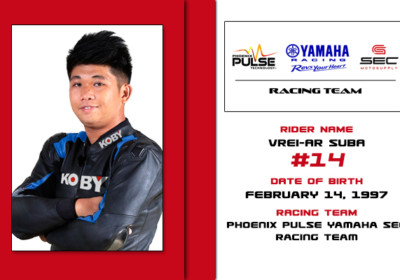 PHOENIX
PULSE
TECHNOLOGY
YAMAHA
RACING
Revs Your Heart
SEC
MOTOSUPPLY
RACING TEAM
KOBY
KOBY
RIDER NAME
VREI-AR SUBA
#14
DATE OF BIRTH
FEBRUARY 14, 1997
RACING TEAM
PHOENIX PULSE YAMAHA SEC
RACING TEAM